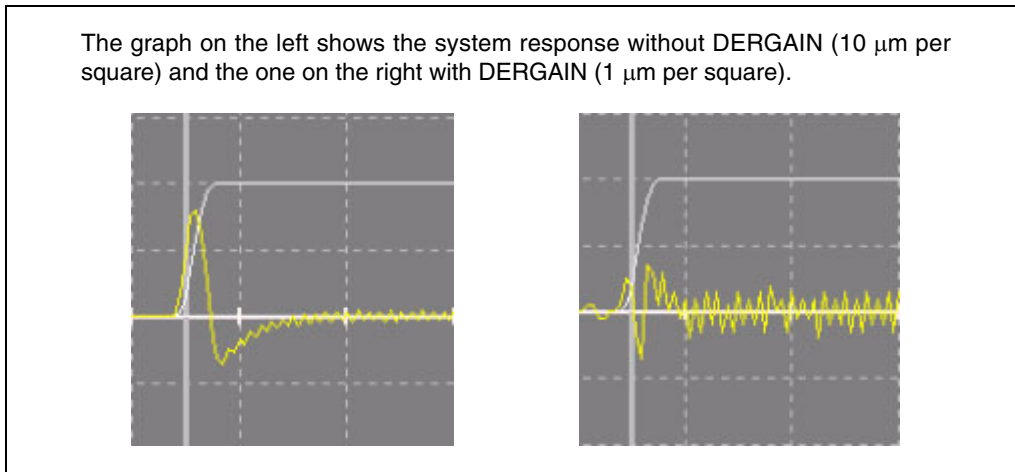 The graph on the left shows the system response without DERGAIN (10 μm per
square) and the one on the right with DERGAIN (1 μm per square).